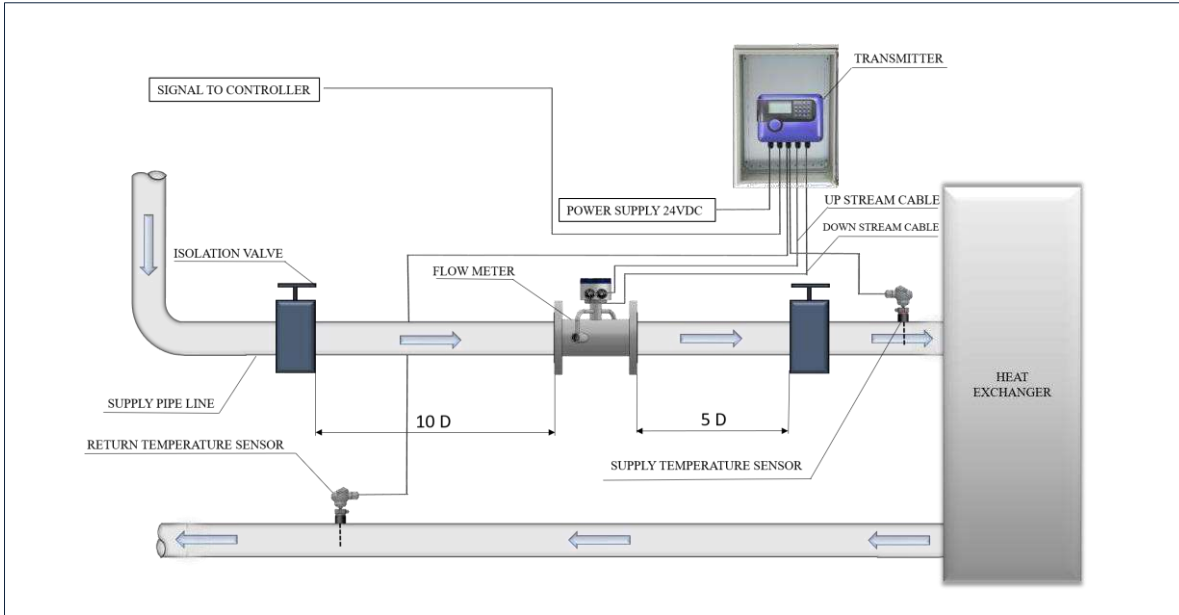 TRANSMITTER
SIGNAL TO CONTROLLER
POWER SUPPLY 24VDC
UP STREAM CABLE
DOWN STREAM CABLE
ISOLATION VALVE
FLOW METER
HEAT
EXCHANGER
SUPPLY PIPE LINE
10 D
5 D
RETURN TEMPERATURE SENSOR
SUPPLY TEMPERATURE SENSOR